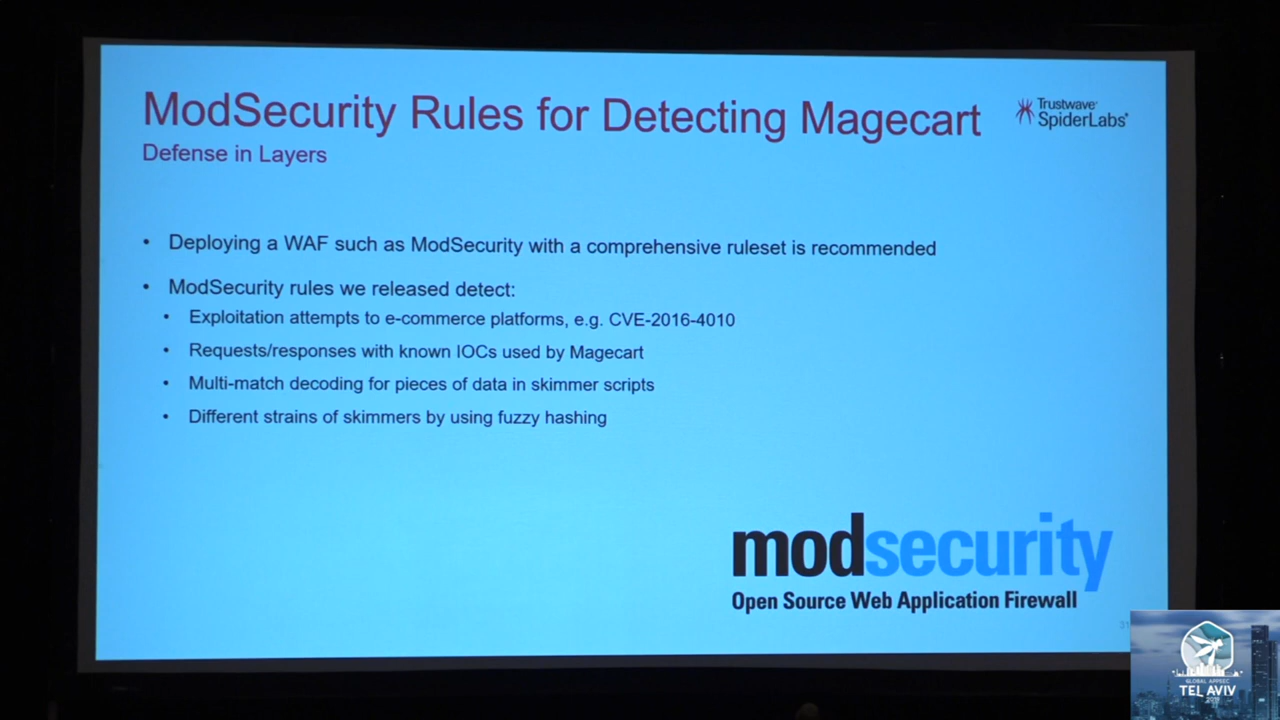 ModSecurity Rules for Detecting Magecart
Trustwave®
SpiderLabs®
Defense in Layers
• Deploying a WAF such as ModSecurity with a comprehensive ruleset is recommended
• ModSecurity rules we released detect:
• Exploitation attempts to e-commerce platforms, e.g. CVE-2016-4010
• Requests/responses with known IOCs used by Magecart
• Multi-match decoding for pieces of data in skimmer scripts
• Different strains of skimmers by using fuzzy hashing
modsecurity
Open Source Web Application Firewall
GLOBAL APPSEC
TEL AVIV
2019